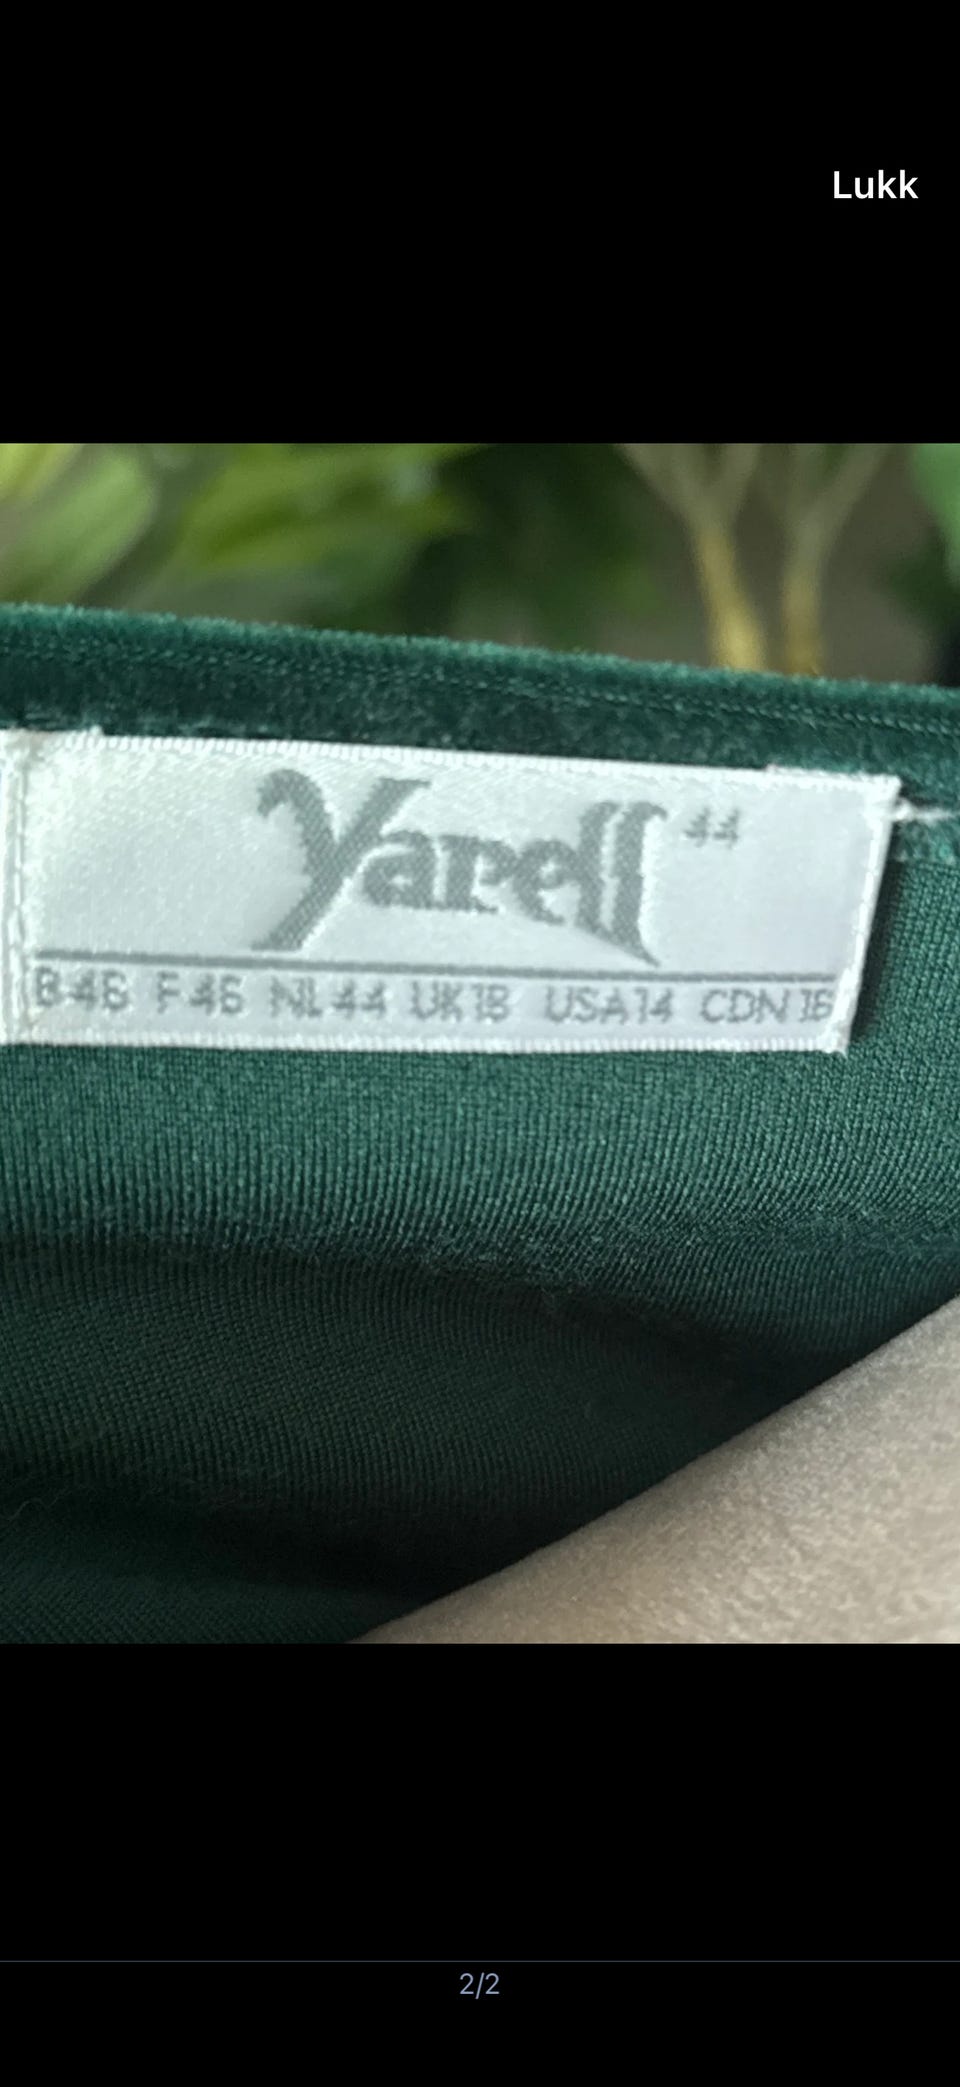 Lukk
Yarell 44
B 46 F 46 NL 44 UK 18 USA 14 CDN 16
2/2